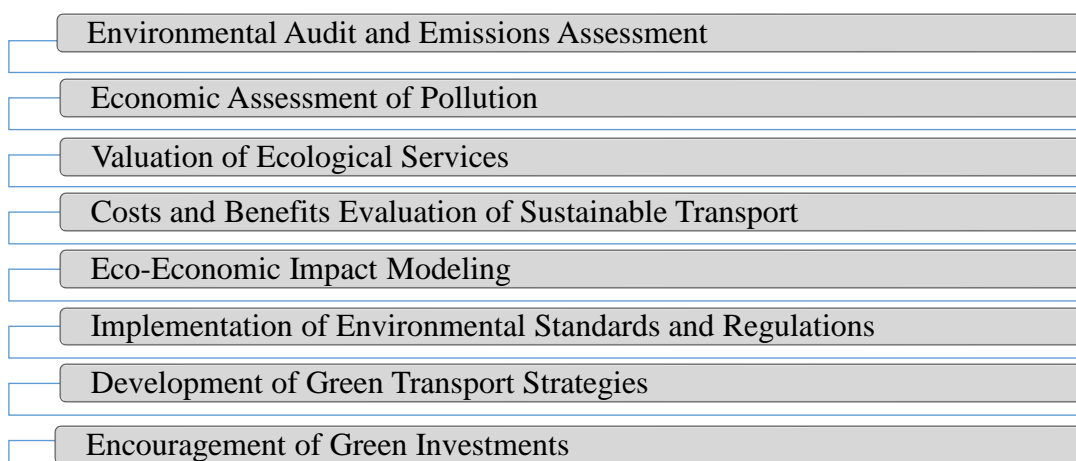 Environmental Audit and Emissions Assessment
Economic Assessment of Pollution
Valuation of Ecological Services
Costs and Benefits Evaluation of Sustainable Transport
Eco-Economic Impact Modeling
Implementation of Environmental Standards and Regulations
Development of Green Transport Strategies
Encouragement of Green Investments